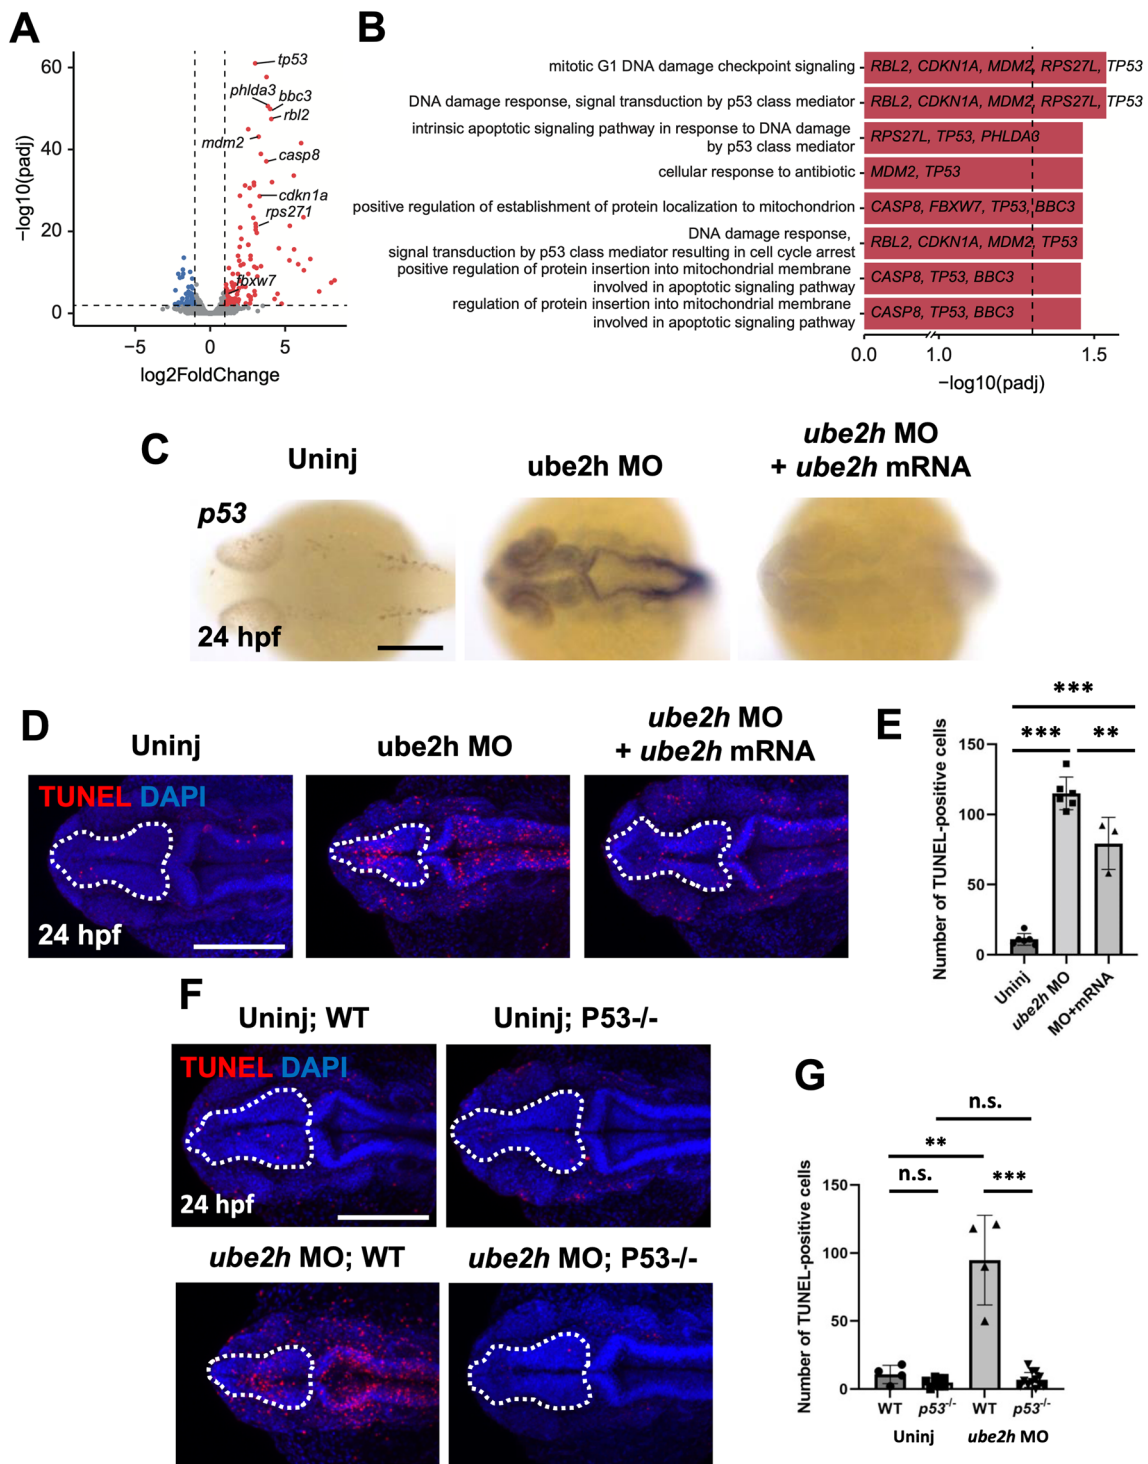 A
−log10(padj)
60
40
20
0
−5
0
5
log2FoldChange
tp53
phlda3
bbc3
rbl2
mdm2
casp8
cdkn1a
rps271
fbxw7
B
mitotic G1 DNA damage checkpoint signaling
RBL2, CDKN1A, MDM2, RPS27L, TP53
DNA damage response, signal transduction by p53 class mediator
RBL2, CDKN1A, MDM2, RPS27L, TP53
intrinsic apoptotic signaling pathway in response to DNA damage
by p53 class mediator
RPS27L, TP53, PHLDA3
cellular response to antibiotic
MDM2, TP53
positive regulation of establishment of protein localization to mitochondrion
CASP8, FBXW7, TP53, BBC3
DNA damage response,
signal transduction by p53 class mediator resulting in cell cycle arrest
RBL2, CDKN1A, MDM2, TP53
positive regulation of protein insertion into mitochondrial membrane
involved in apoptotic signaling pathway
CASP8, TP53, BBC3
regulation of protein insertion into mitochondrial membrane
involved in apoptotic signaling pathway
CASP8, TP53, BBC3
0.0
1.0
1.5
−log10(padj)
C
Uninj
ube2h MO
ube2h MO
+ ube2h mRNA
p53
24 hpf
D
Uninj
ube2h MO
ube2h MO
+ ube2h mRNA
TUNEL DAPI
24 hpf
E
***
***
**
Number of TUNEL-positive cells
150
100
50
0
Uninj
ube2h MO
MO+mRNA
F
Uninj; WT
Uninj; P53-/-
TUNEL DAPI
24 hpf
ube2h MO; WT
ube2h MO; P53-/-
G
n.s.
**
n.s.
***
Number of TUNEL-positive cells
150
100
50
0
WT
p53-/-
WT
p53-/-
Uninj
ube2h MO